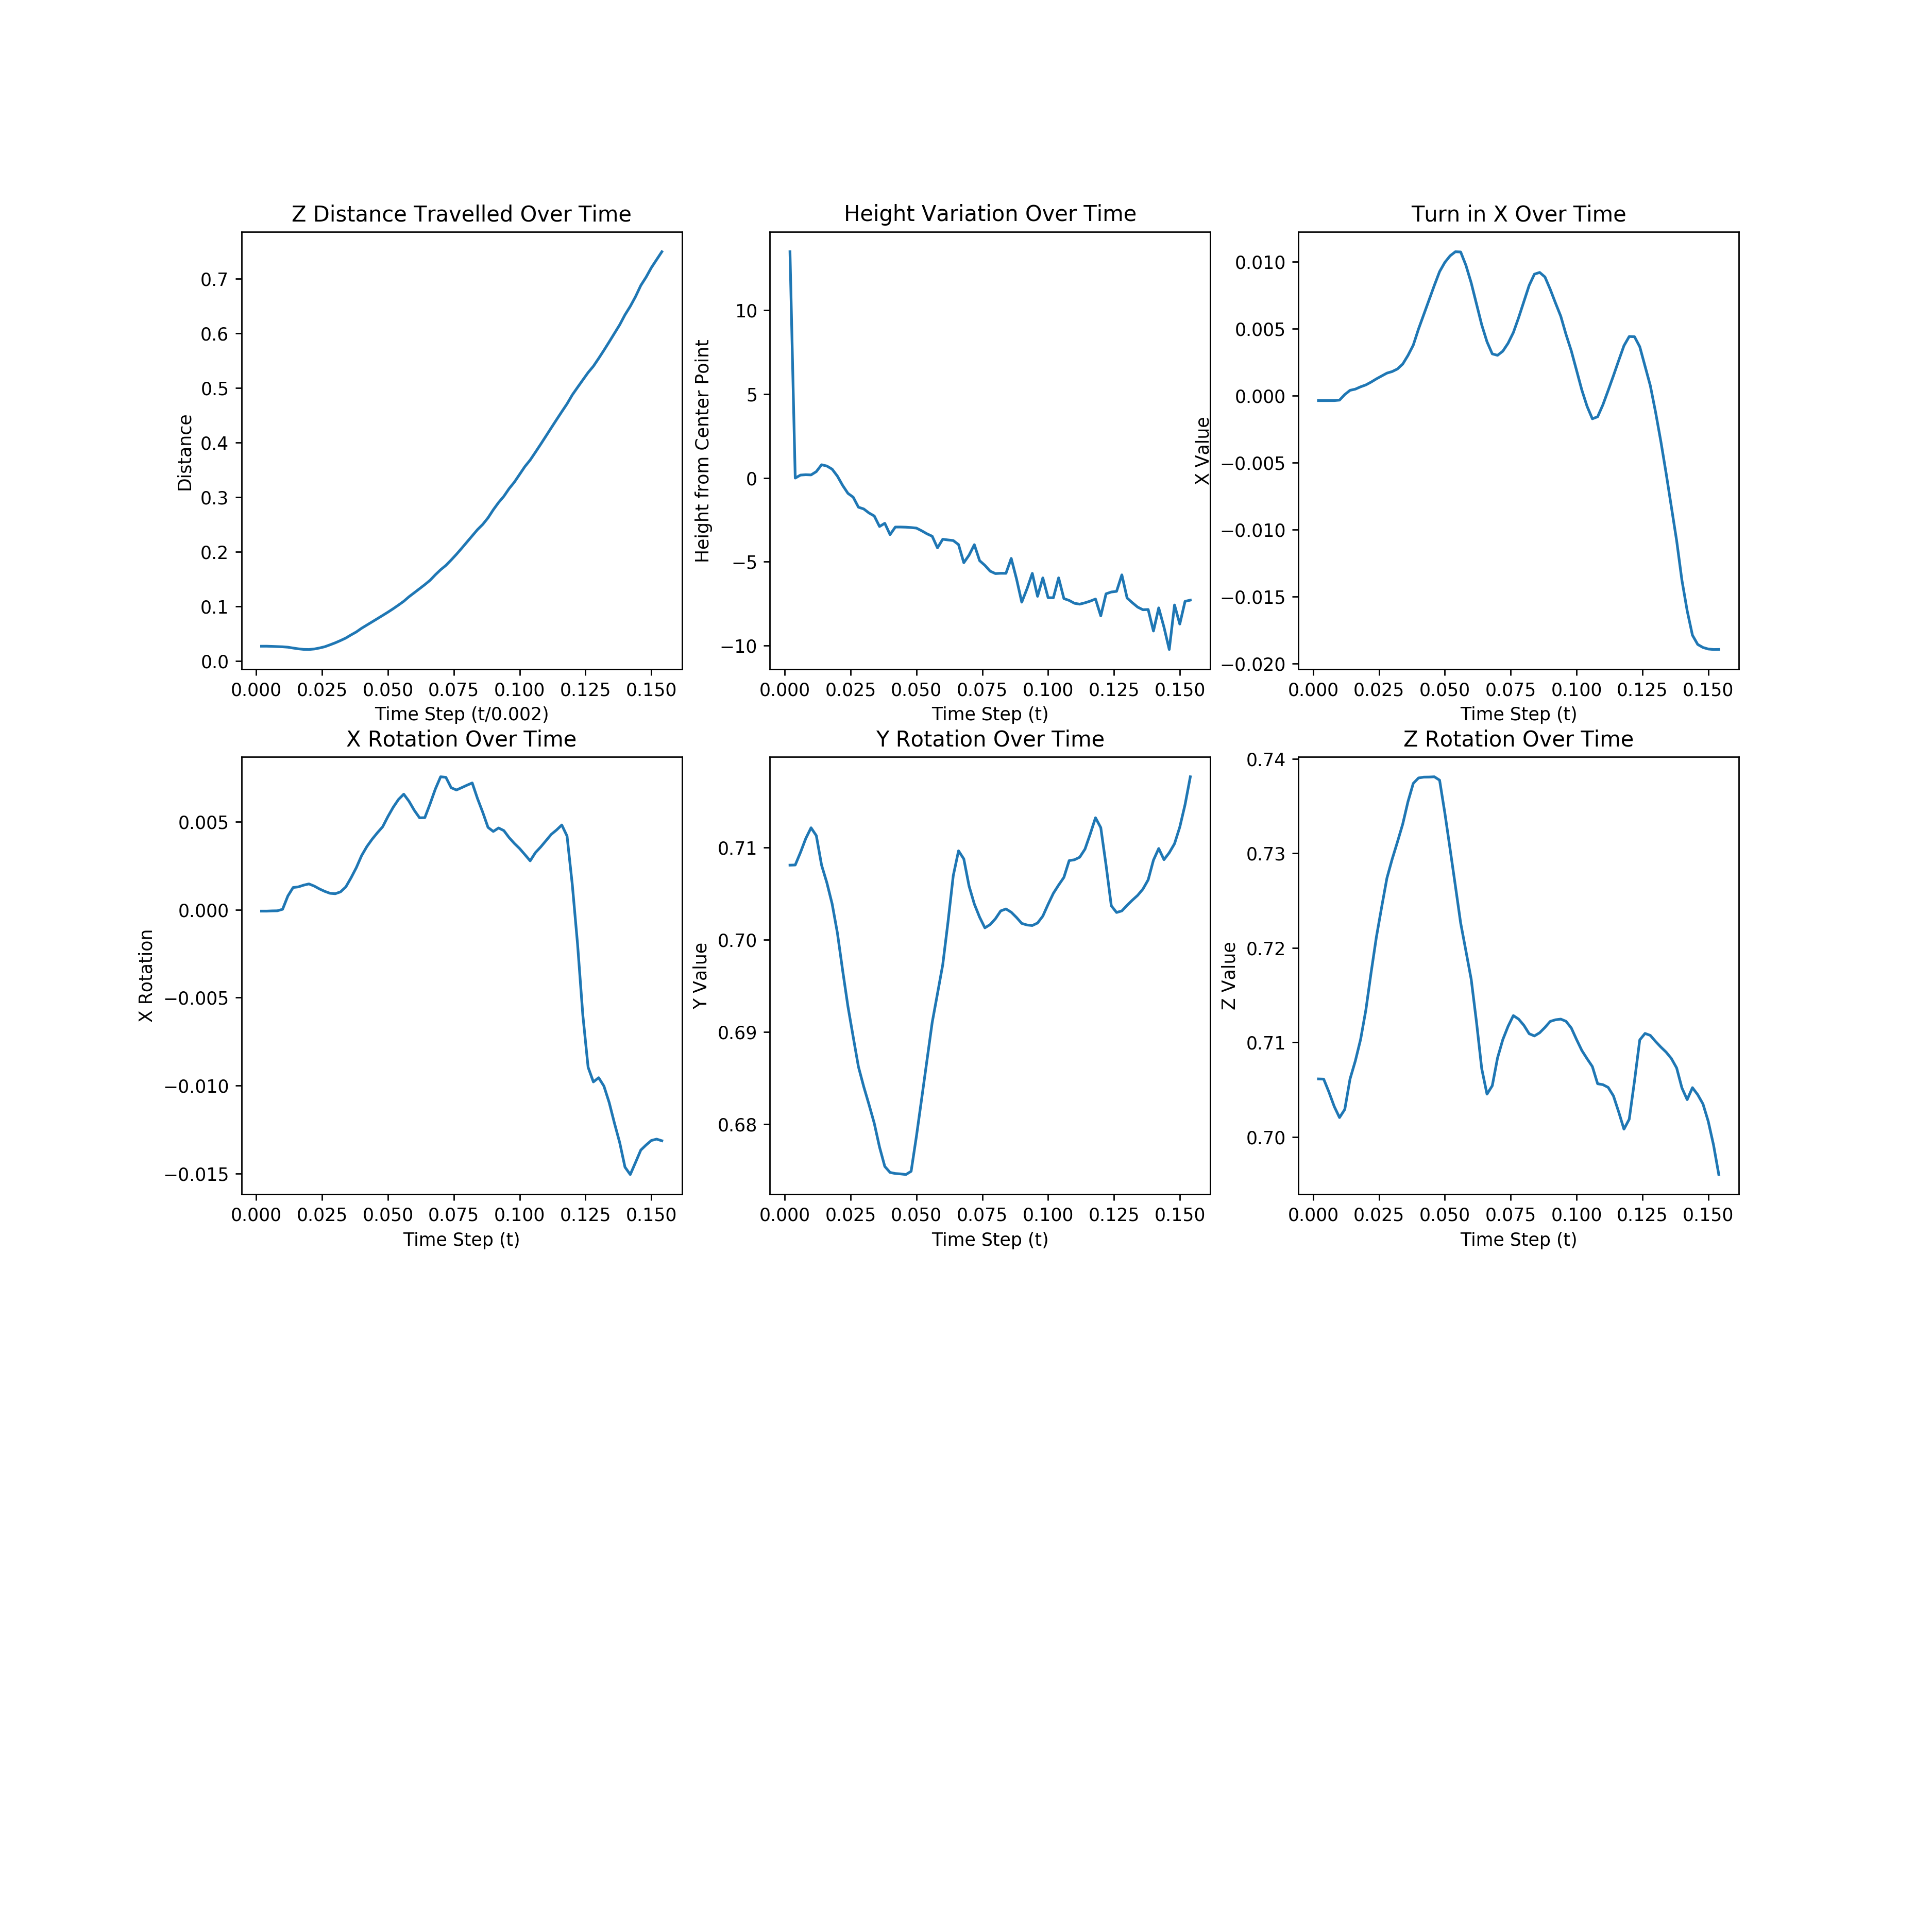 Z Distance Travelled Over Time
Distance
0.7
0.6
0.5
0.4
0.3
0.2
0.1
0.0
0.000 0.025 0.050 0.075 0.100 0.125 0.150
Time Step (t/0.002)
Height Variation Over Time
Height from Center Point
10
5
0
−5
−10
0.000 0.025 0.050 0.075 0.100 0.125 0.150
Time Step (t)
Turn in X Over Time
X Value
0.010
0.005
0.000
−0.005
−0.010
−0.015
−0.020
0.000 0.025 0.050 0.075 0.100 0.125 0.150
Time Step (t)
X Rotation Over Time
X Rotation
0.005
0.000
−0.005
−0.010
−0.015
0.000 0.025 0.050 0.075 0.100 0.125 0.150
Time Step (t)
Y Rotation Over Time
Y Value
0.71
0.70
0.69
0.68
0.000 0.025 0.050 0.075 0.100 0.125 0.150
Time Step (t)
Z Rotation Over Time
Z Value
0.74
0.73
0.72
0.71
0.70
0.000 0.025 0.050 0.075 0.100 0.125 0.150
Time Step (t)